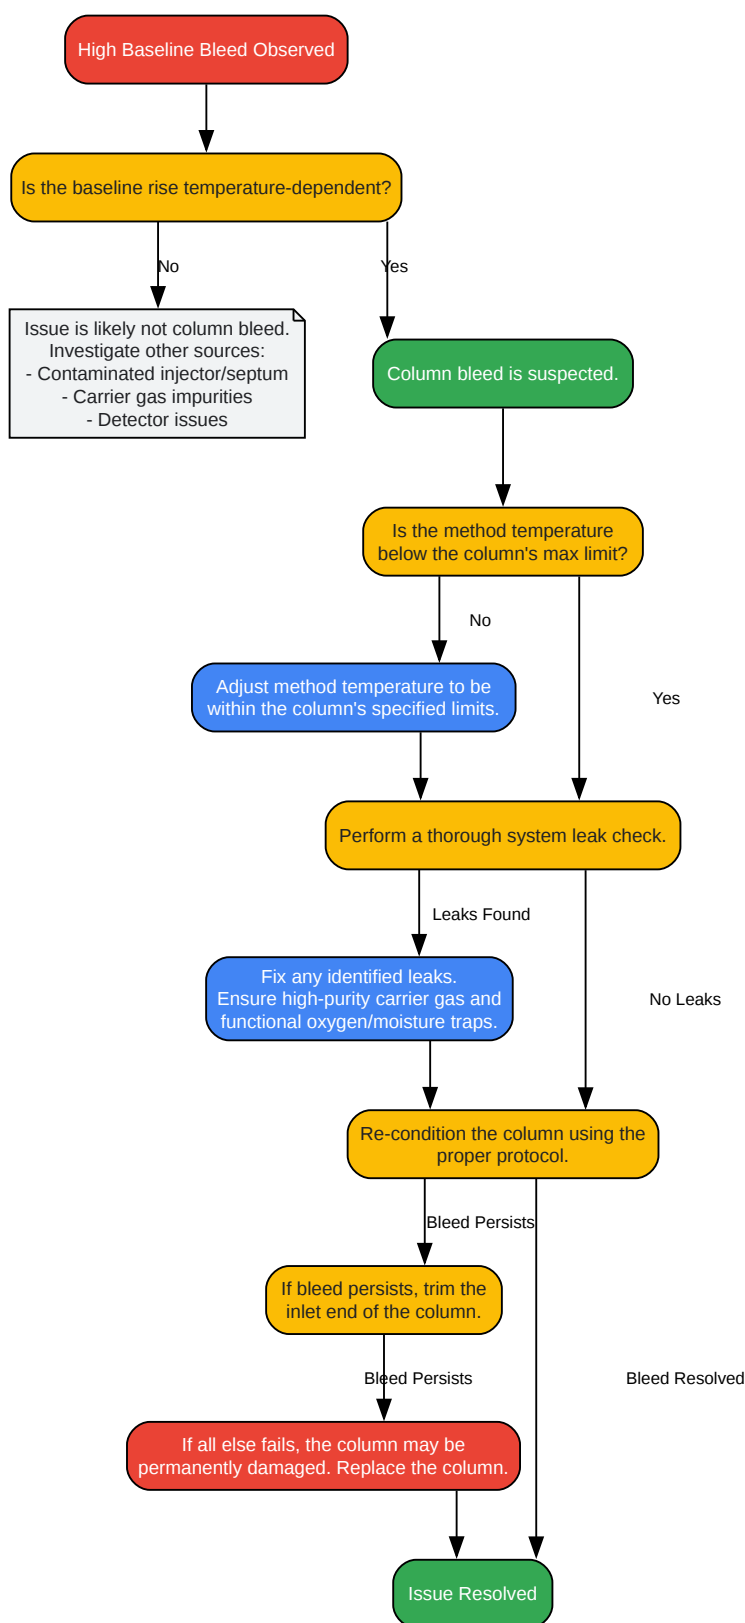 High Baseline Bleed Observed
Is the baseline rise temperature-dependent?
No
Yes
Issue is likely not column bleed.
Investigate other sources:
- Contaminated injector/septum
- Carrier gas impurities
- Detector issues
Column bleed is suspected.
Is the method temperature
below the column's max limit?
No
Adjust method temperature to be
within the column's specified limits.
Yes
Perform a thorough system leak check.
Leaks Found
Fix any identified leaks.
Ensure high-purity carrier gas and
functional oxygen/moisture traps.
No Leaks
Re-condition the column using the
proper protocol.
Bleed Persists
If bleed persists, trim the
inlet end of the column.
Bleed Persists
Bleed Resolved
If all else fails, the column may be
permanently damaged. Replace the column.
Issue Resolved